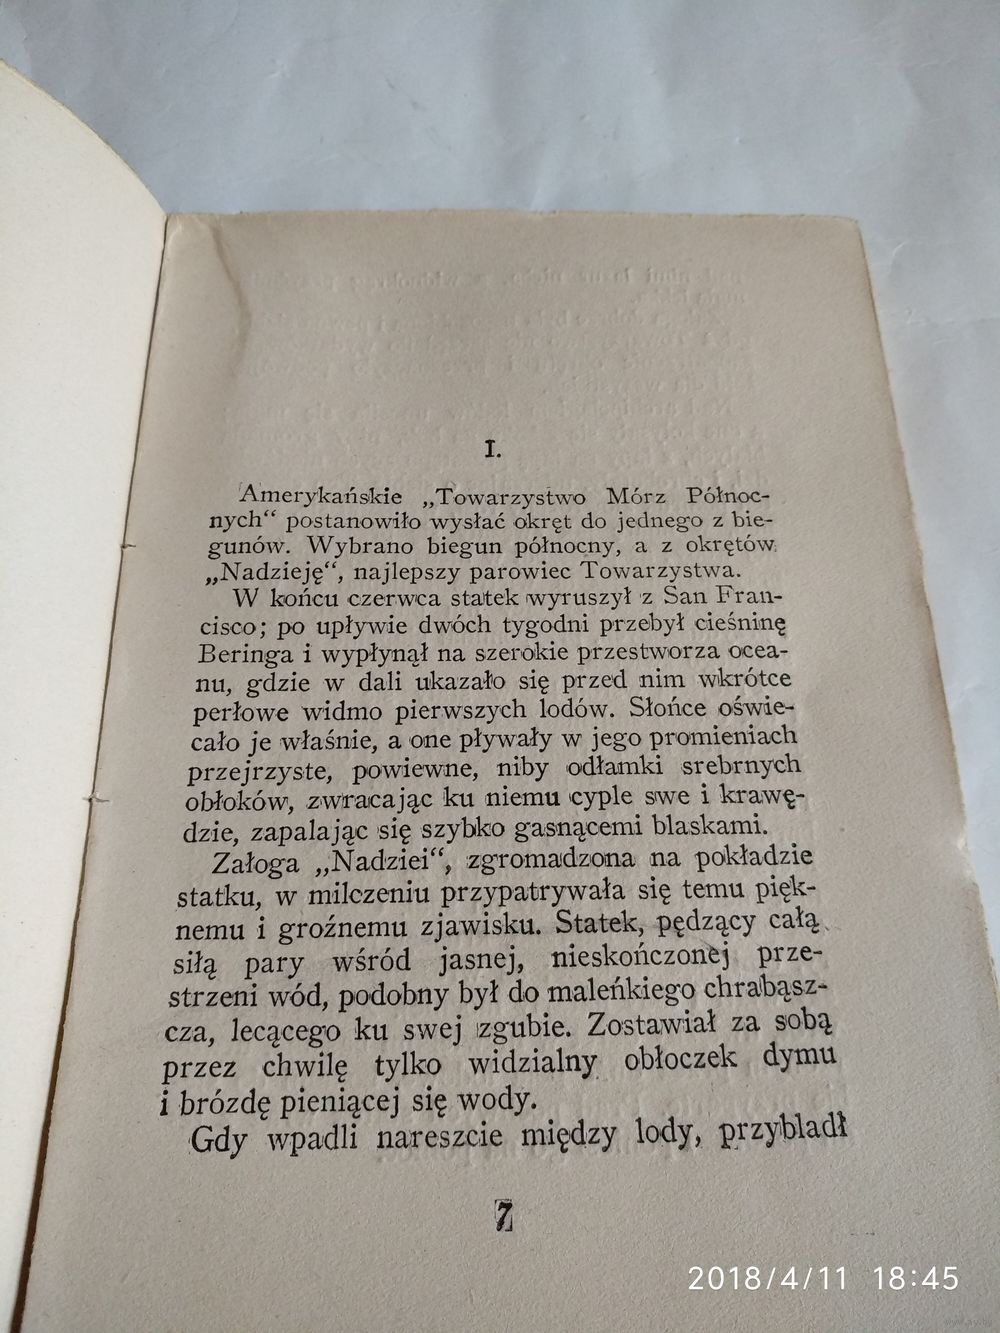 I.
Amerykańskie „Towarzystwo Mórz Północ-
nych“ postanowiło wysłać okręt do jednego z bie-
gunów. Wybrano biegun północny, a z okrętów
„Nadzieję“, najlepszy parowiec Towarzystwa.
W końcu czerwca statek wyruszył z San Fran-
cisco; po upływie dwóch tygodni przebył cieśninę
Beringa i wypłynął na szerokie przestworza ocea-
nu, gdzie w dali ukazało się przed nim wkrótce
perłowe widmo pierwszych lodów. Słońce oświe-
cało je właśnie, a one pływały w jego promieniach
przejrzyste, powiewne, niby odłamki srebrnych
obłoków, zwracając ku niemu cyple swe i krawę-
dzie, zapalając się szybko gasnącemi blaskami.
Załoga „Nadziei“, zgromadzona na pokładzie
statku, w milczeniu przypatrywała się temu pięk-
nemu i groźnemu zjawisku. Statek, pędzący całą
siłą pary wśród jasnej, nieskończonej prze-
strzeni wód, podobny był do maleńkiego chrabąsz-
cza, lecącego ku swej zgubie. Zostawiał za sobą
przez chwilę tylko widzialny obłoczek dymu
i brózdę pieniącej się wody.
Gdy wpadli nareszcie między lody, przybladł
7
2018/4/11 18:45